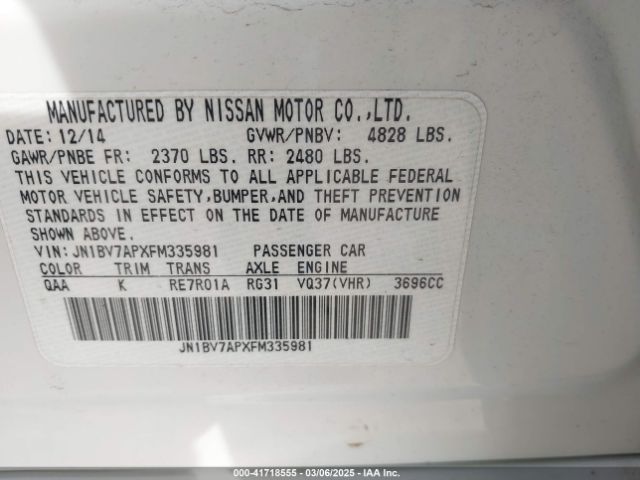 MANUFACTURED BY NISSAN MOTOR CO.,LTD.
DATE: 12/14 GVWR/PNBV: 4828 LBS.
GAWR/PNBE FR: 2370 LBS. RR: 2480 LBS.
THIS VEHICLE CONFORMS TO ALL APPLICABLE FEDERAL
MOTOR VEHICLE SAFETY,BUMPER,AND THEFT PREVENTION
STANDARDS IN EFFECT ON THE DATE OF MANUFACTURE
SHOWN ABOVE.
VIN: JN1BV7APXFM335981 PASSENGER CAR
COLOR TRIM TRANS AXLE ENGINE
QAA K RE7R01A RG31 VQ37(VHR) 3696CC
JN1BV7APXFM335981
000-41718555 - 03/06/2025 - IAA Inc.